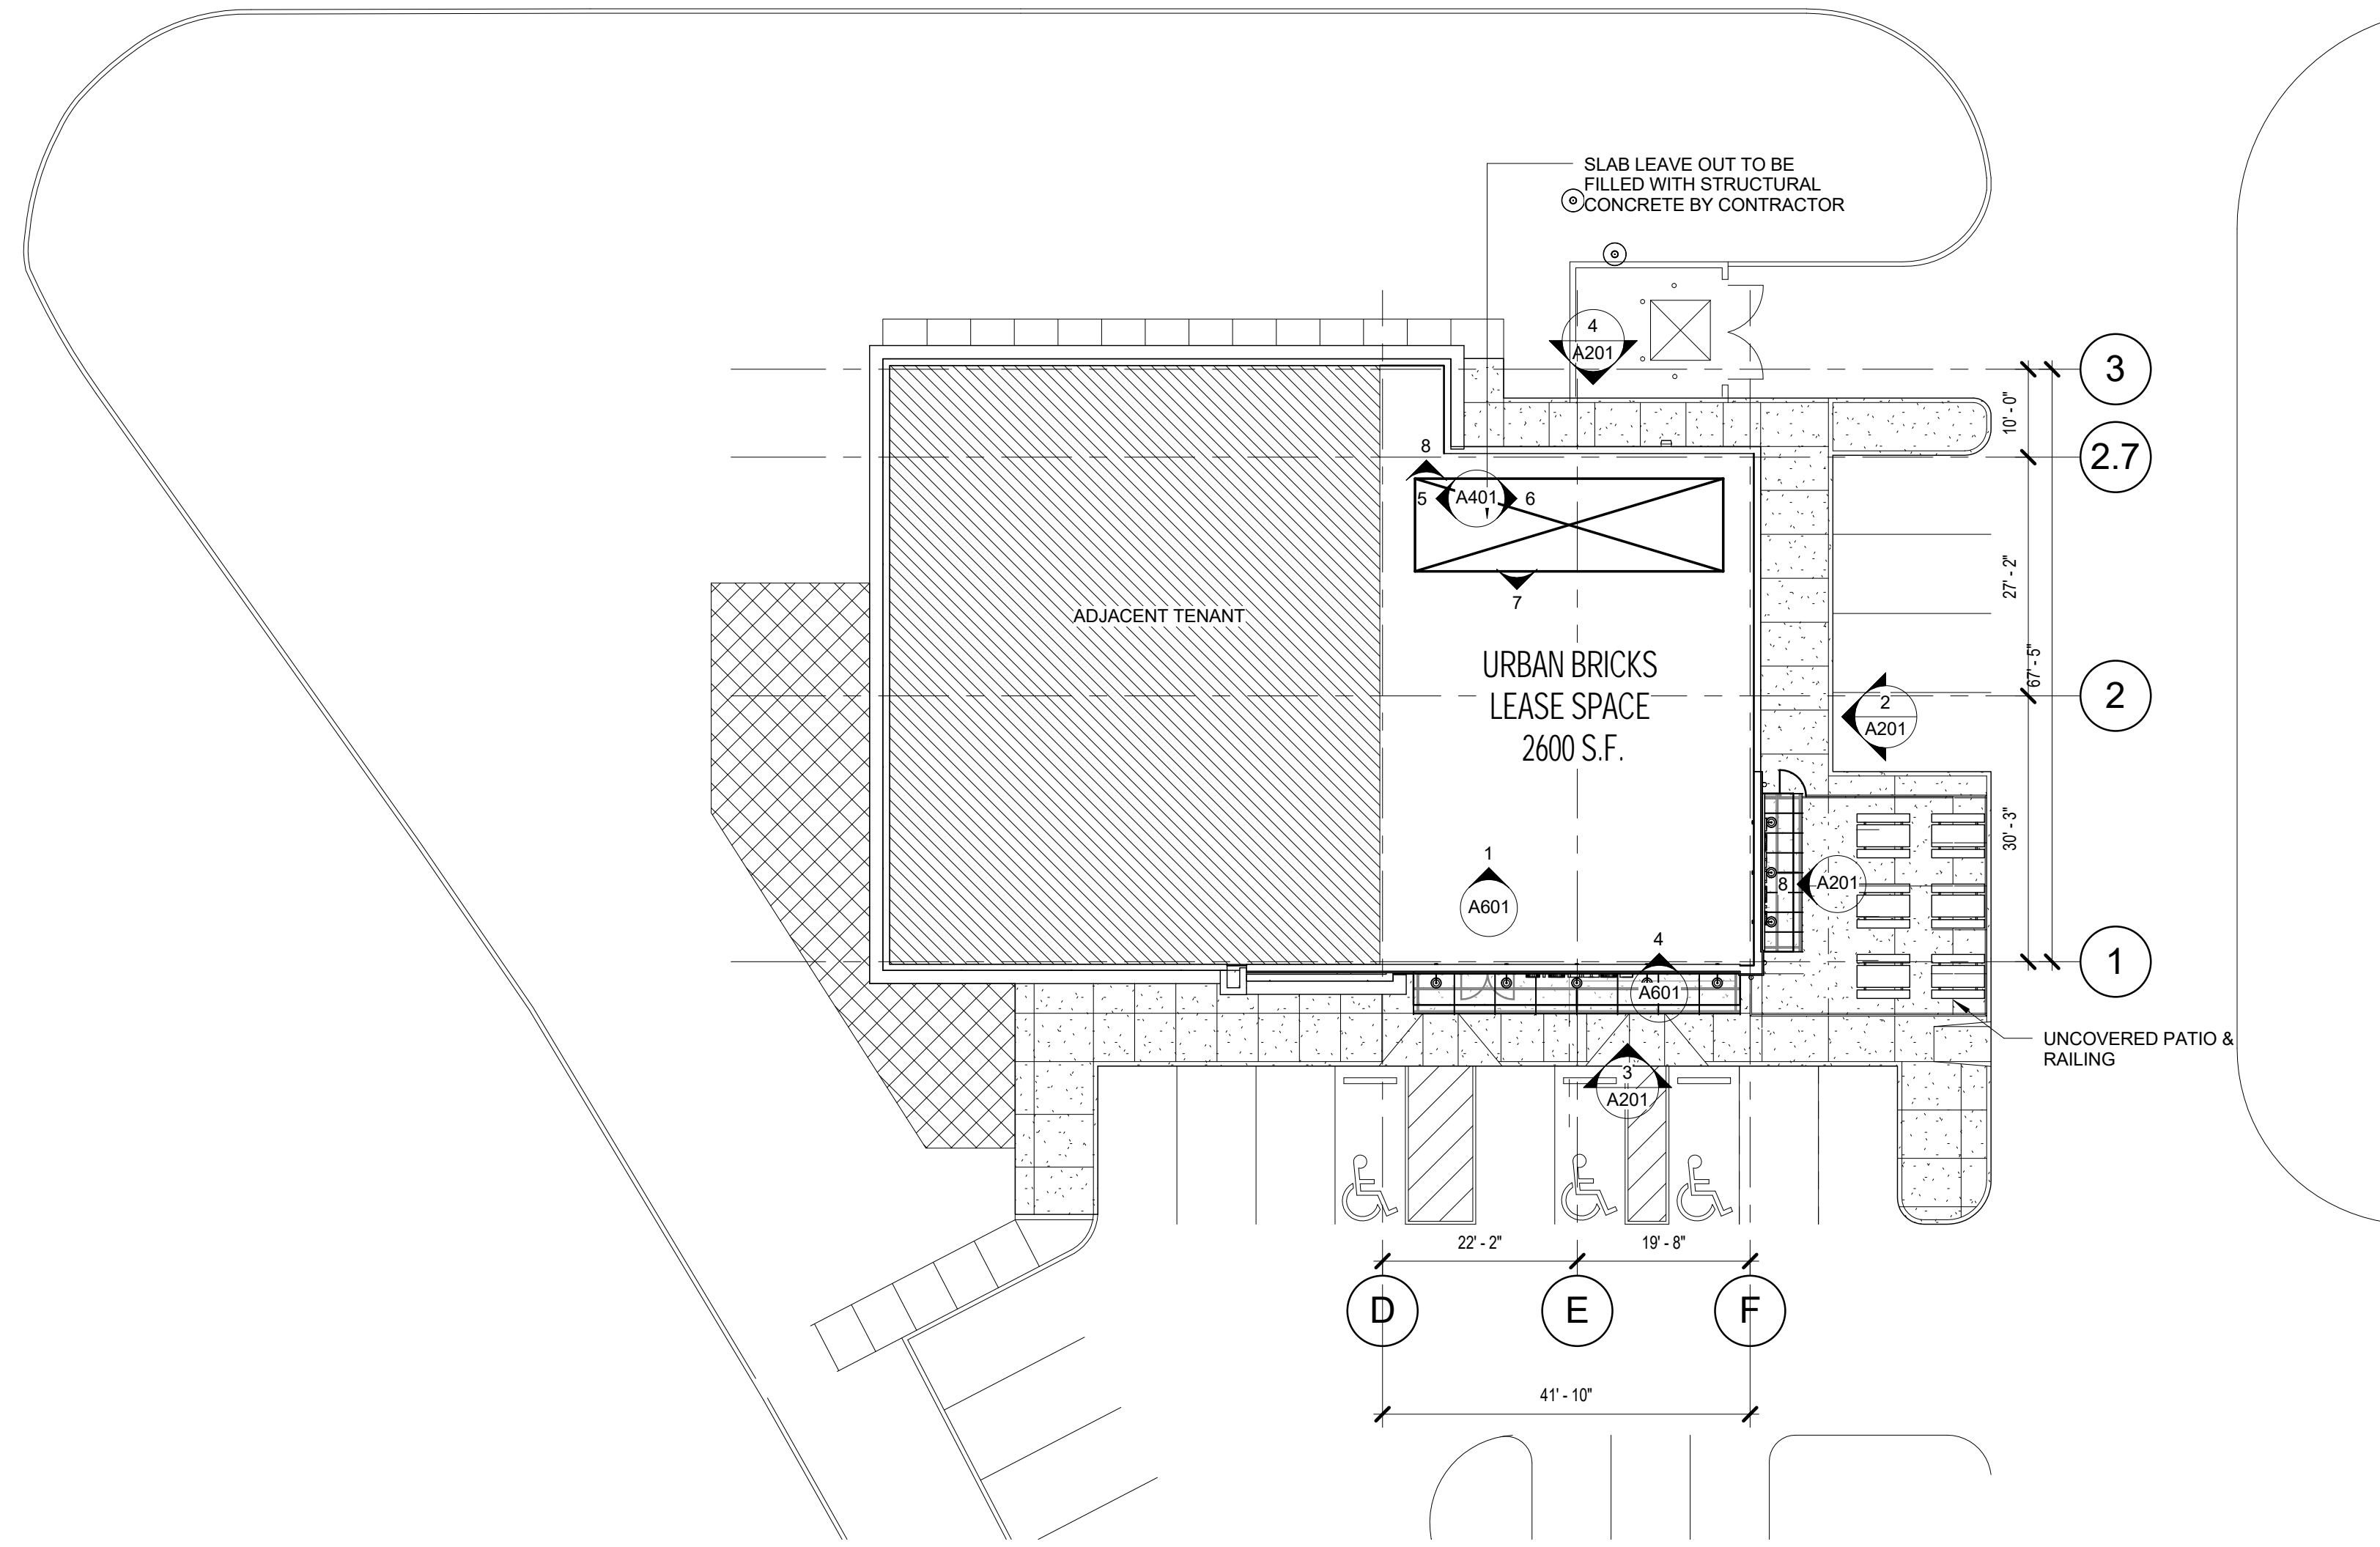 SLAB LEAVE OUT TO BE
FILLED WITH STRUCTURAL
CONCRETE BY CONTRACTOR
4
A201
3
10' - 0"
2.7
8
5
A401
6
7
27' - 2"
ADJACENT TENANT
URBAN BRICKS
LEASE SPACE
2600 S.F.
67' - 5"
2
2
A201
30' - 3"
1
A601
8
A201
4
A601
1
UNCOVERED PATIO &
RAILING
3
A201
22' - 2"
19' - 8"
D
E
F
41' - 10"